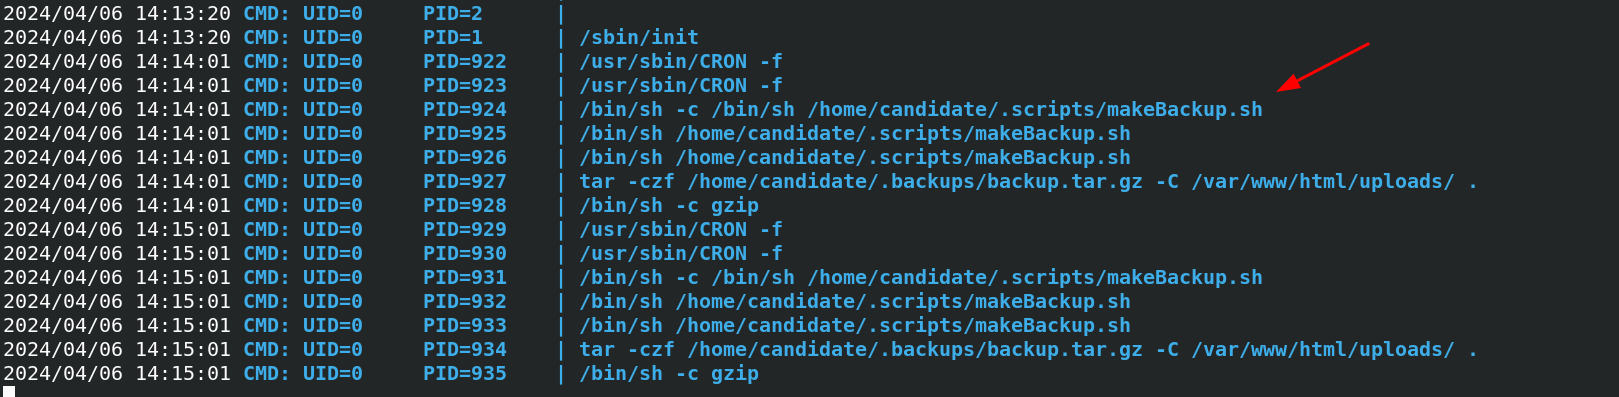 2024/04/06 14:13:20 CMD: UID=0     PID=2      |
2024/04/06 14:13:20 CMD: UID=0     PID=1      | /sbin/init
2024/04/06 14:14:01 CMD: UID=0     PID=922    | /usr/sbin/CRON -f
2024/04/06 14:14:01 CMD: UID=0     PID=923    | /usr/sbin/CRON -f
2024/04/06 14:14:01 CMD: UID=0     PID=924    | /bin/sh -c /bin/sh /home/candidate/.scripts/makeBackup.sh
2024/04/06 14:14:01 CMD: UID=0     PID=925    | /bin/sh /home/candidate/.scripts/makeBackup.sh
2024/04/06 14:14:01 CMD: UID=0     PID=926    | /bin/sh /home/candidate/.scripts/makeBackup.sh
2024/04/06 14:14:01 CMD: UID=0     PID=927    | tar -czf /home/candidate/.backups/backup.tar.gz -C /var/www/html/uploads/ .
2024/04/06 14:14:01 CMD: UID=0     PID=928    | /bin/sh -c gzip
2024/04/06 14:15:01 CMD: UID=0     PID=929    | /usr/sbin/CRON -f
2024/04/06 14:15:01 CMD: UID=0     PID=930    | /usr/sbin/CRON -f
2024/04/06 14:15:01 CMD: UID=0     PID=931    | /bin/sh -c /bin/sh /home/candidate/.scripts/makeBackup.sh
2024/04/06 14:15:01 CMD: UID=0     PID=932    | /bin/sh /home/candidate/.scripts/makeBackup.sh
2024/04/06 14:15:01 CMD: UID=0     PID=933    | /bin/sh /home/candidate/.scripts/makeBackup.sh
2024/04/06 14:15:01 CMD: UID=0     PID=934    | tar -czf /home/candidate/.backups/backup.tar.gz -C /var/www/html/uploads/ .
2024/04/06 14:15:01 CMD: UID=0     PID=935    | /bin/sh -c gzip